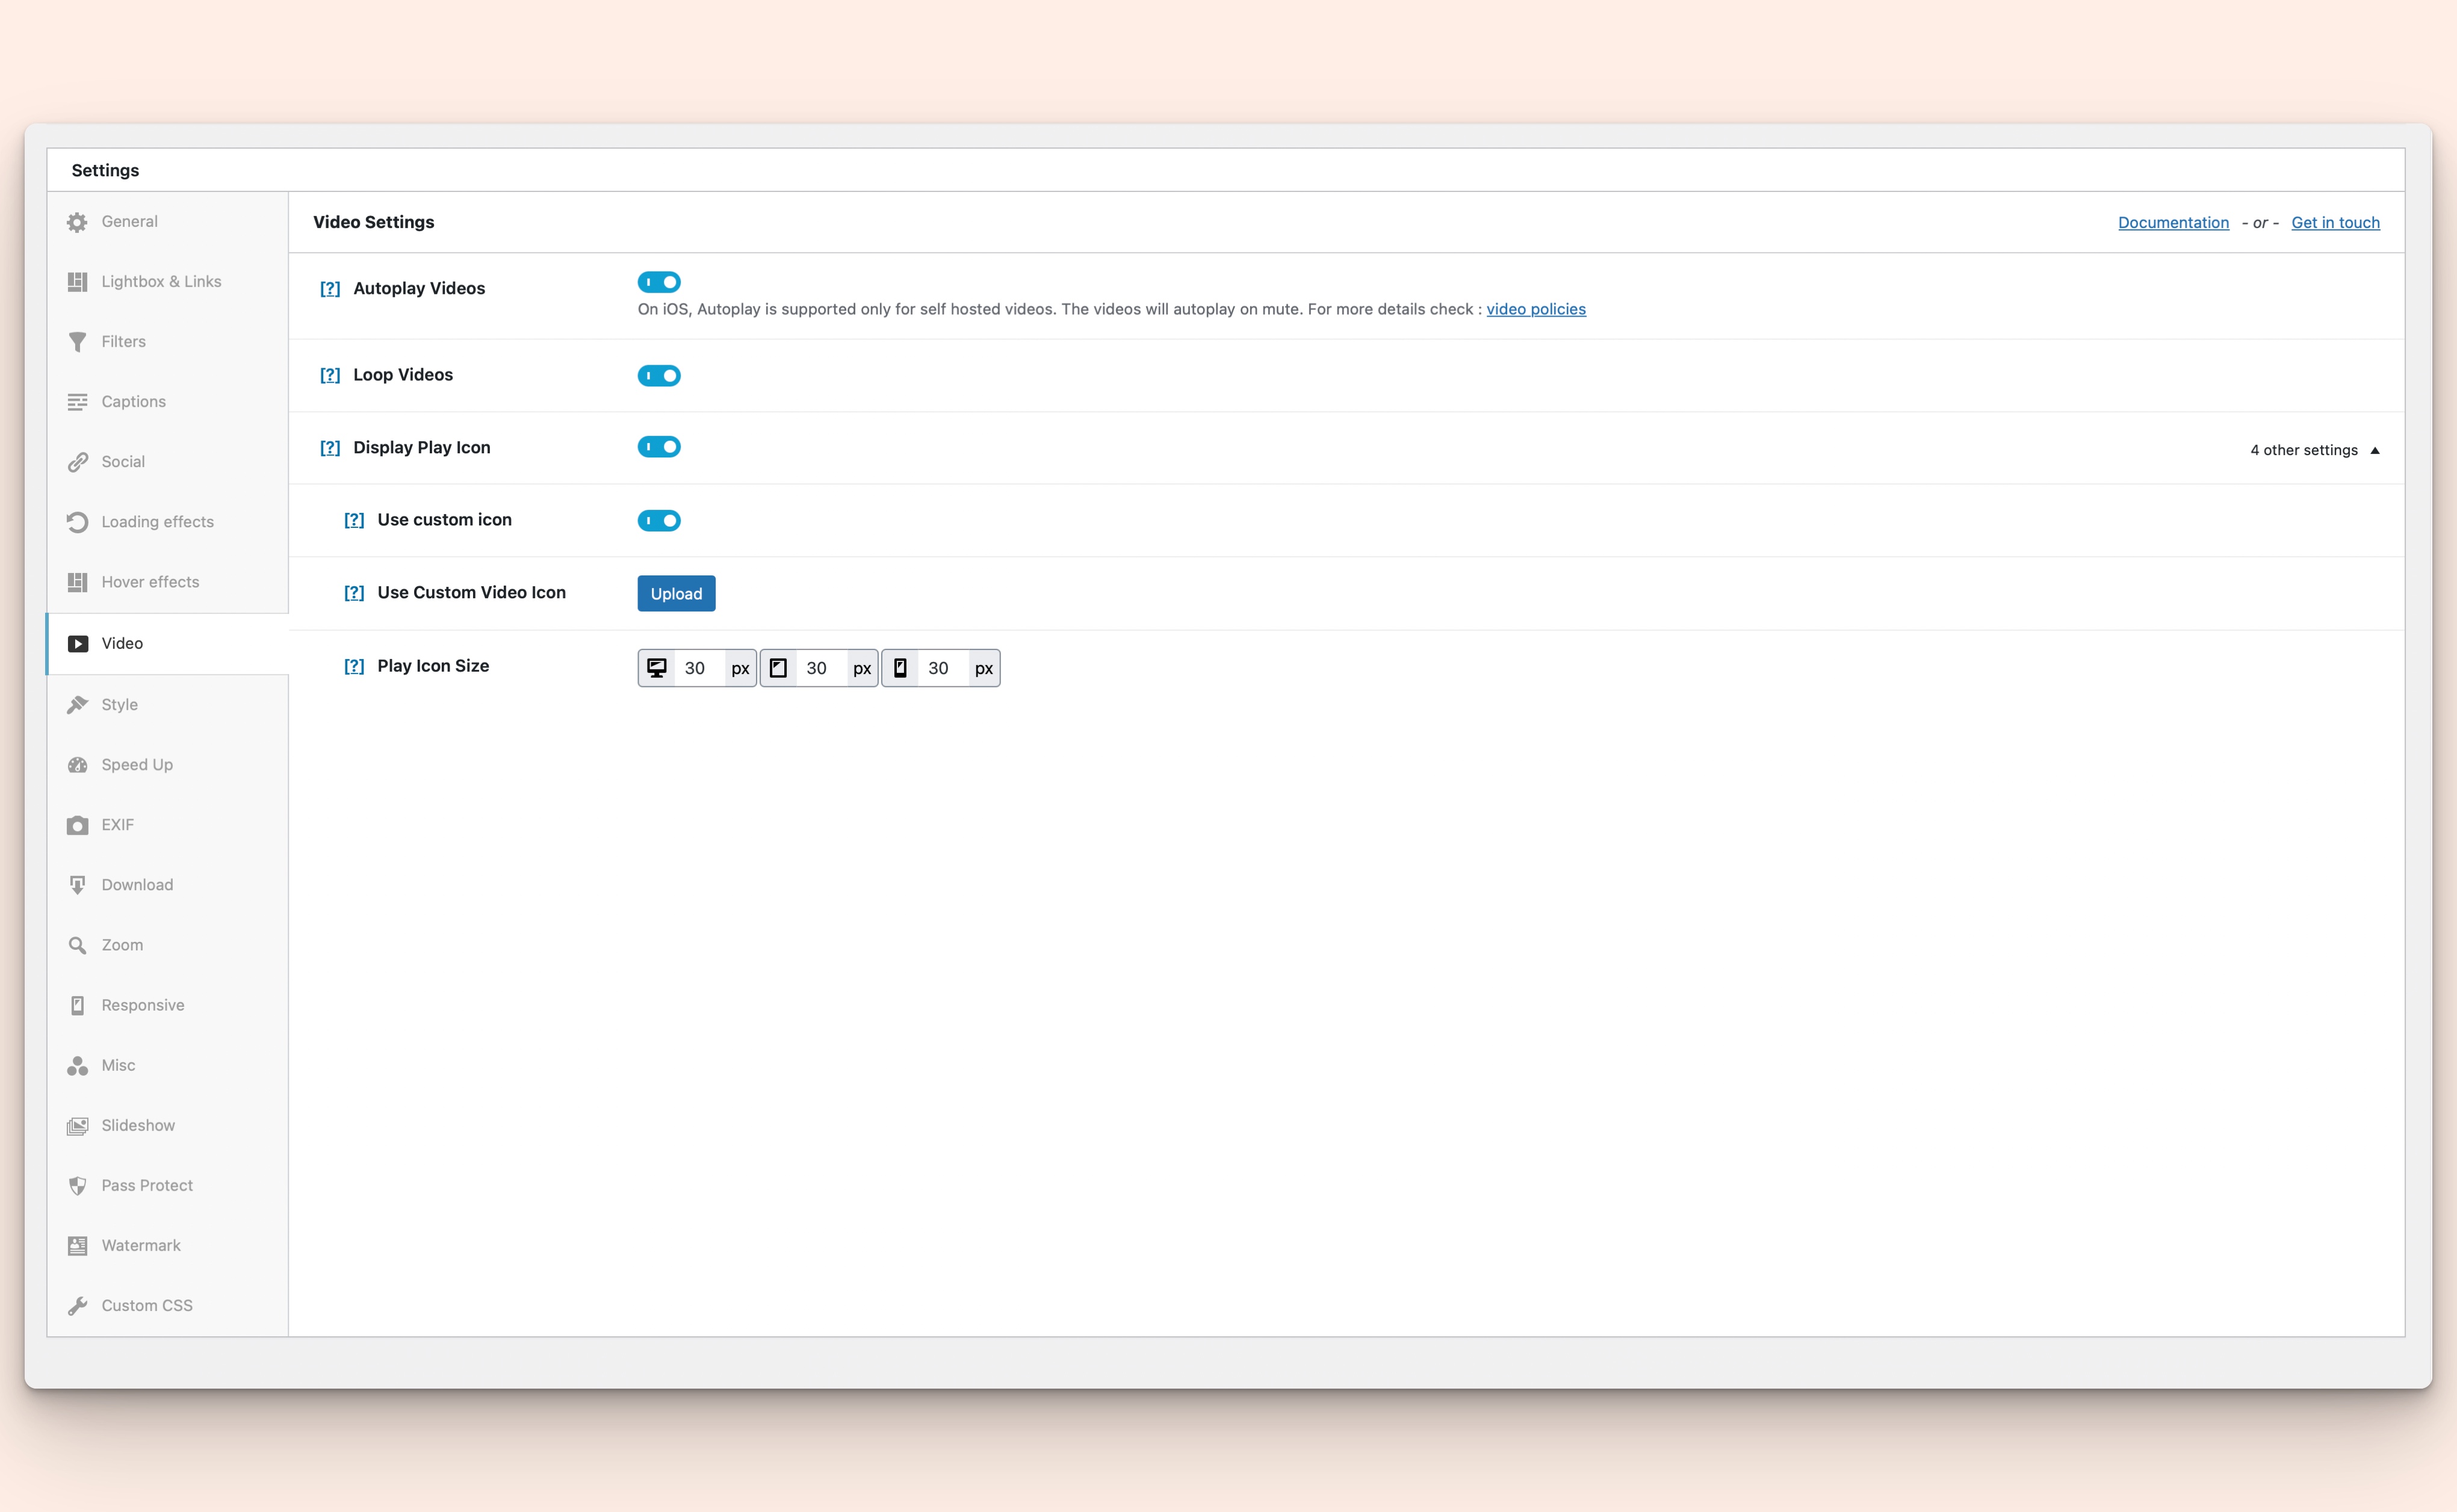 Settings
General
Lightbox & Links
Filters
Captions
Social
Loading effects
Hover effects
Video
Style
Speed Up
EXIF
Download
Zoom
Responsive
Misc
Slideshow
Pass Protect
Watermark
Custom CSS
Video Settings
Documentation - or - Get in touch
[?] Autoplay Videos
On iOS, Autoplay is supported only for self hosted videos. The videos will autoplay on mute. For more details check : video policies
[?] Loop Videos
[?] Display Play Icon
4 other settings ▲
[?] Use custom icon
[?] Use Custom Video Icon
Upload
[?] Play Icon Size
30 px 30 px 30 px